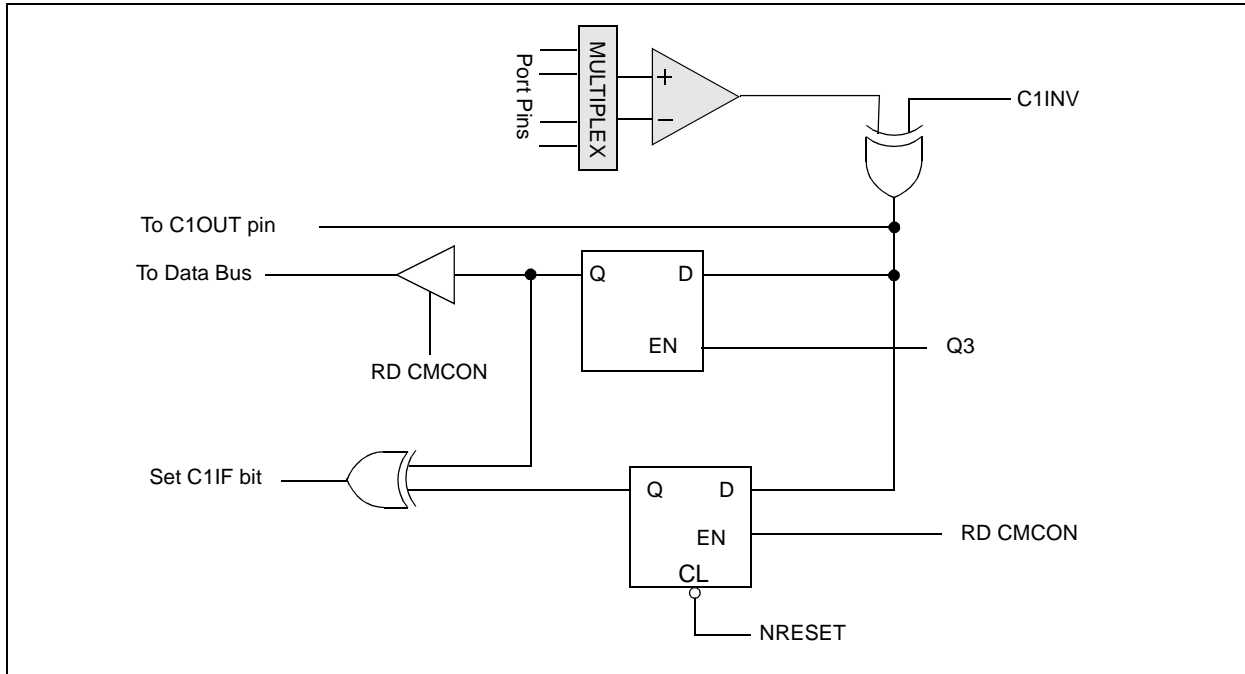 MULTIPLEX
Port Pins
+
–
C1INV
To C1OUT pin
To Data Bus
Q
D
EN
Q3
RD CMCON
Set C1IF bit
Q
D
EN
RD CMCON
CL
NRESET